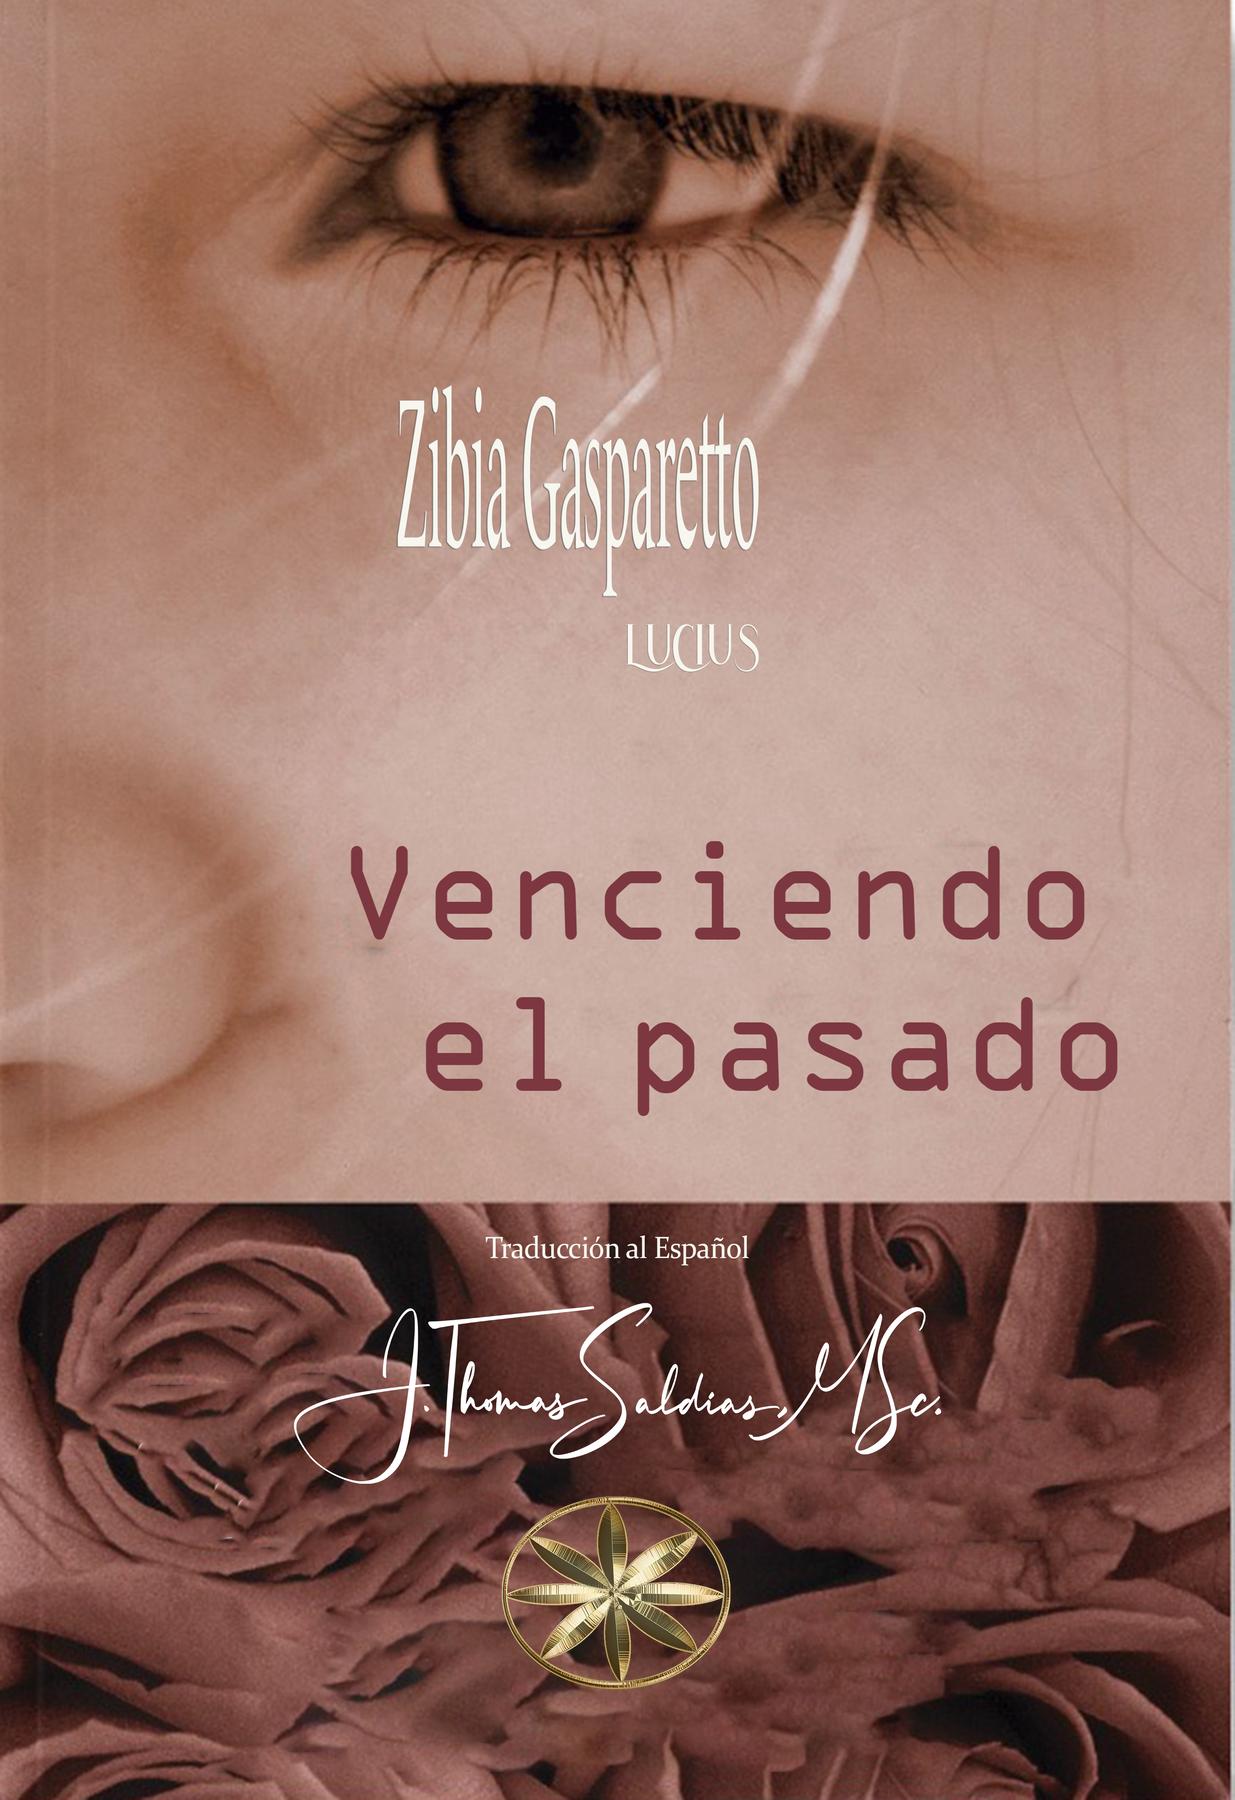 Zibia Gasparetto
LUCIUS
Venciendo
el pasado
Traducción al Español
J. Thomas Saldias, MSc.